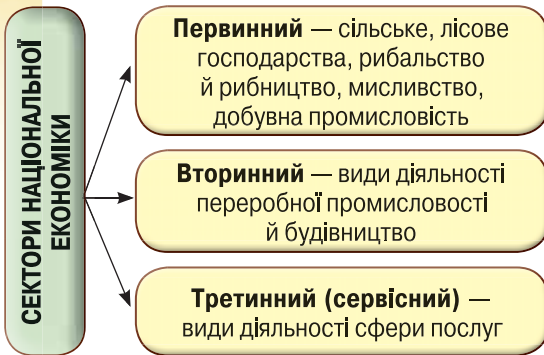 СЕКТОРИ НАЦІОНАЛЬНОЇ
ЕКОНОМІКИ
Первинний — сільське, лісове
господарства, рибальство
й рибництво, мисливство,
добувна промисловість
Вторинний — види діяльності
переробної промисловості
й будівництво
Третинний (сервісний) —
види діяльності сфери послуг